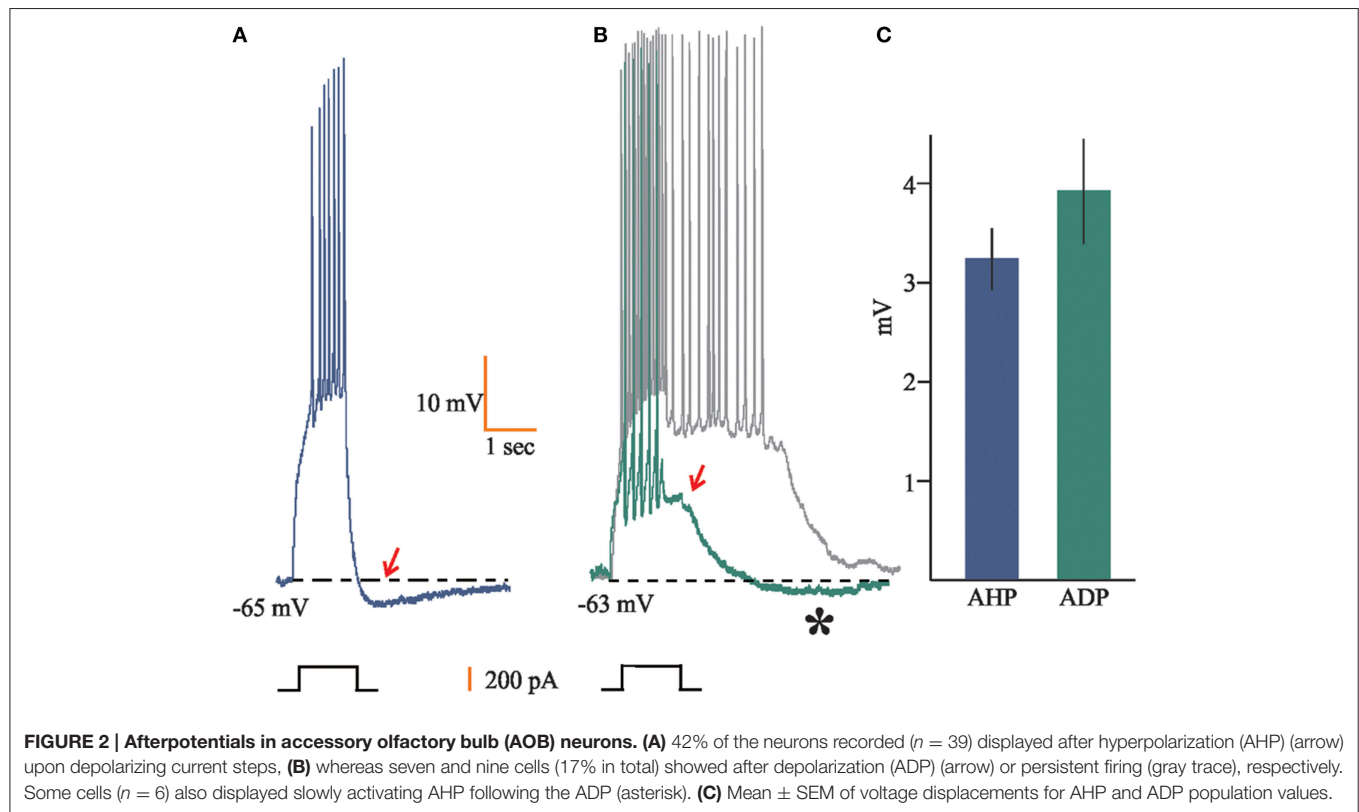 A
B
C
10 mV
1 sec
-65 mV
-63 mV
*
200 pA
mV
4
3
2
1
AHP
ADP
FIGURE 2 | Afterpotentials in accessory olfactory bulb (AOB) neurons. (A) 42% of the neurons recorded (n = 39) displayed after hyperpolarization (AHP) (arrow)
upon depolarizing current steps, (B) whereas seven and nine cells (17% in total) showed after depolarization (ADP) (arrow) or persistent firing (gray trace), respectively.
Some cells (n = 6) also displayed slowly activating AHP following the ADP (asterisk). (C) Mean ± SEM of voltage displacements for AHP and ADP population values.